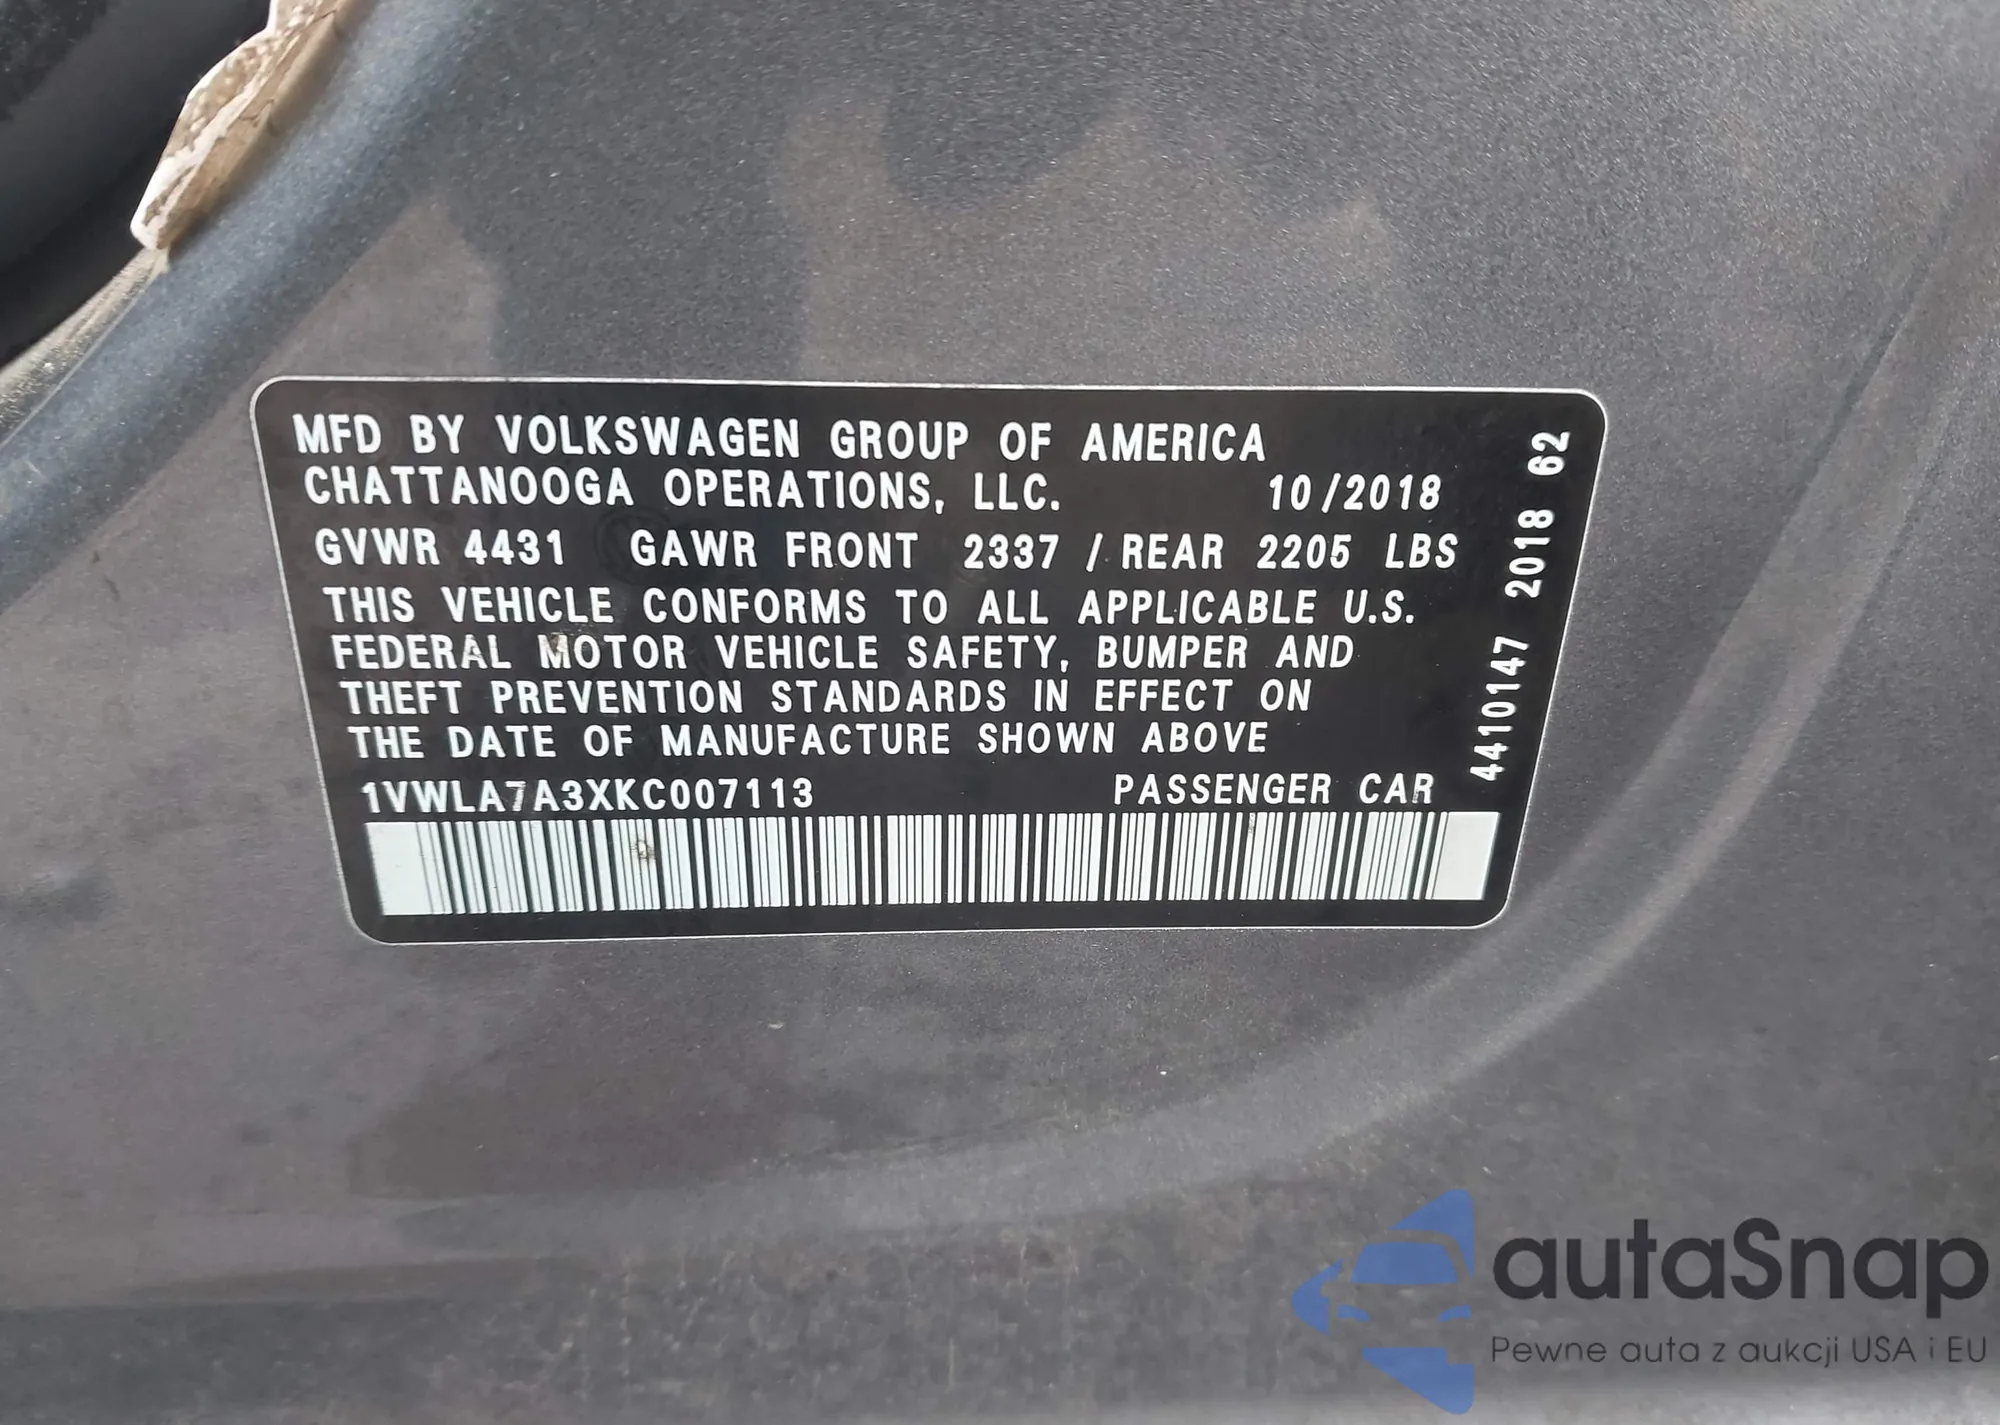 MFD BY VOLKSWAGEN GROUP OF AMERICA
CHATTANOOGA OPERATIONS, LLC. 10/2018
GVWR 4431 GAWR FRONT 2337 / REAR 2205 LBS
THIS VEHICLE CONFORMS TO ALL APPLICABLE U.S.
FEDERAL MOTOR VEHICLE SAFETY, BUMPER AND
THEFT PREVENTION STANDARDS IN EFFECT ON
THE DATE OF MANUFACTURE SHOWN ABOVE
1VWLA7A3XKC007113 PASSENGER CAR
4410147 2018 62
autaSnap
Pewne auta z aukcji USA i EU